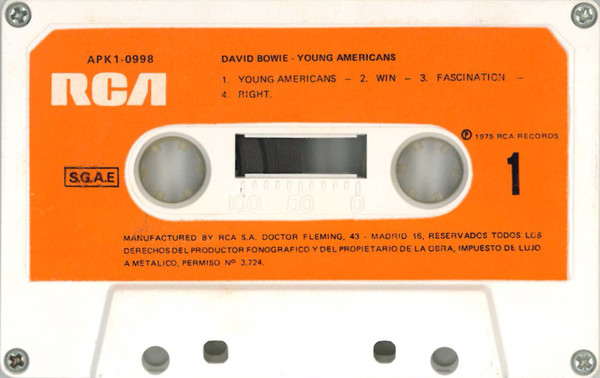 APK1-0998
RCA
DAVID BOWIE - YOUNG AMERICANS
1. YOUNG AMERICANS – 2. WIN – 3. FASCINATION –
4. RIGHT.
Ⓟ 1975 RCA RECORDS
1
S.G.A.E
100 50 0
MANUFACTURED BY RCA S.A. DOCTOR FLEMING, 43 - MADRID 16, RESERVADOS TODOS LOS
DERECHOS DEL PRODUCTOR FONOGRAFICO Y DEL PROPIETARIO DE LA OBRA, IMPUESTO DE LUJO
A METALICO, PERMISO Nº 3.724.